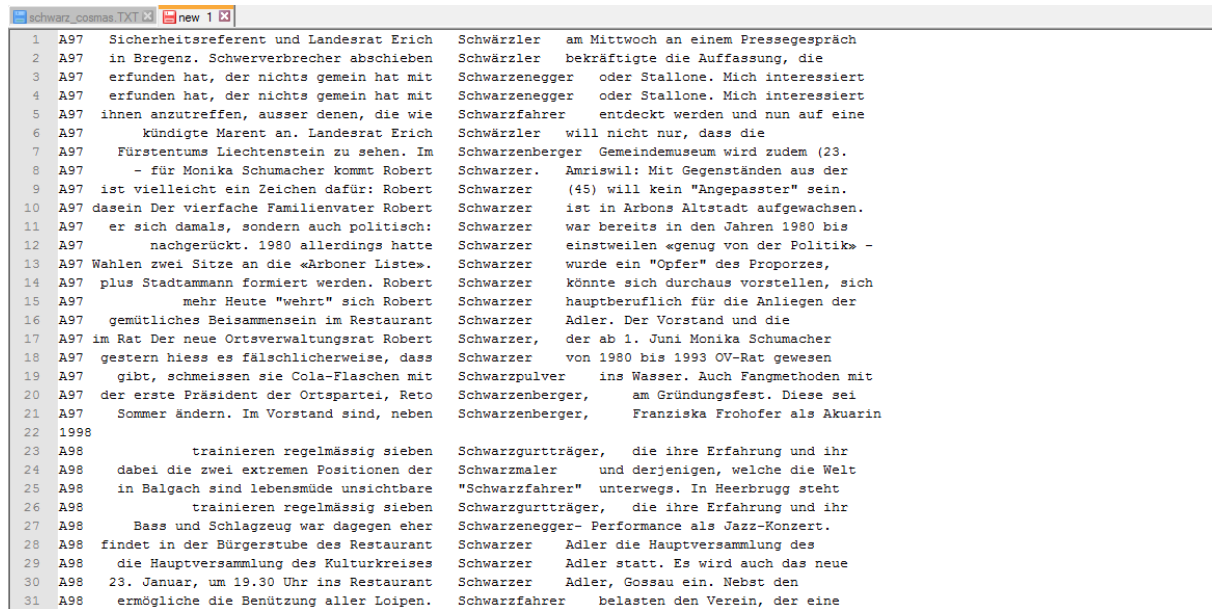 schwarz_cosmas.TXT new 1
1 A97 Sicherheitsreferent und Landesrat Erich Schwärzler am Mittwoch an einem Pressegespräch
2 A97 in Bregenz. Schwerverbrecher abschieben Schwärzler bekräftigte die Auffassung, die
3 A97 erfunden hat, der nichts gemein hat mit Schwarzenegger oder Stallone. Mich interessiert
4 A97 erfunden hat, der nichts gemein hat mit Schwarzenegger oder Stallone. Mich interessiert
5 A97 ihnen anzutreffen, ausser denen, die wie Schwarzfahrer entdeckt werden und nun auf eine
6 A97 kündigte Marent an. Landesrat Erich Schwärzler will nicht nur, dass die
7 A97 Fürstentums Liechtenstein zu sehen. Im Schwarzenberger Gemeindemuseum wird zudem (23.
8 A97 - für Monika Schumacher kommt Robert Schwarzer. Amriswil: Mit Gegenständen aus der
9 A97 ist vielleicht ein Zeichen dafür: Robert Schwarzer (45) will kein "Angepasster" sein.
10 A97 dasein Der vierfache Familienvater Robert Schwarzer ist in Arbons Altstadt aufgewachsen.
11 A97 er sich damals, sondern auch politisch: Schwarzer war bereits in den Jahren 1980 bis
12 A97 nachgerückt. 1980 allerdings hatte Schwarzer einstweilen «genug von der Politik» -
13 A97 Wahlen zwei Sitze an die «Arboner Liste». Schwarzer wurde ein "Opfer" des Proporzes,
14 A97 plus Stadtammann formiert werden. Robert Schwarzer könnte sich durchaus vorstellen, sich
15 A97 mehr Heute "wehrt" sich Robert Schwarzer hauptberuflich für die Anliegen der
16 A97 gemütliches Beisammensein im Restaurant Schwarzer Adler. Der Vorstand und die
17 A97 im Rat Der neue Ortsverwaltungsrat Robert Schwarzer, der ab 1. Juni Monika Schumacher
18 A97 gestern hiess es fälschlicherweise, dass Schwarzer von 1980 bis 1993 OV-Rat gewesen
19 A97 gibt, schmeissen sie Cola-Flaschen mit Schwarzpulver ins Wasser. Auch Fangmethoden mit
20 A97 der erste Präsident der Ortspartei, Reto Schwarzenberger, am Gründungsfest. Diese sei
21 A97 Sommer ändern. Im Vorstand sind, neben Schwarzenberger, Franziska Frohofer als Akuarin
22 1998
23 A98 trainieren regelmässig sieben Schwarzgurtträger, die ihre Erfahrung und ihr
24 A98 dabei die zwei extremen Positionen der Schwarzmaler und derjenigen, welche die Welt
25 A98 in Balgach sind lebensmüde unsichtbare "Schwarzfahrer" unterwegs. In Heerbrugg steht
26 A98 trainieren regelmässig sieben Schwarzgurtträger, die ihre Erfahrung und ihr
27 A98 Bass und Schlagzeug war dagegen eher Schwarzenegger- Performance als Jazz-Konzert.
28 A98 findet in der Bürgerstube des Restaurant Schwarzer Adler die Hauptversammlung des
29 A98 die Hauptversammlung des Kulturkreises Schwarzer Adler statt. Es wird auch das neue
30 A98 23. Januar, um 19.30 Uhr ins Restaurant Schwarzer Adler, Gossau ein. Nebst den
31 A98 ermögliche die Benützung aller Loipen. Schwarzfahrer belasten den Verein, der eine